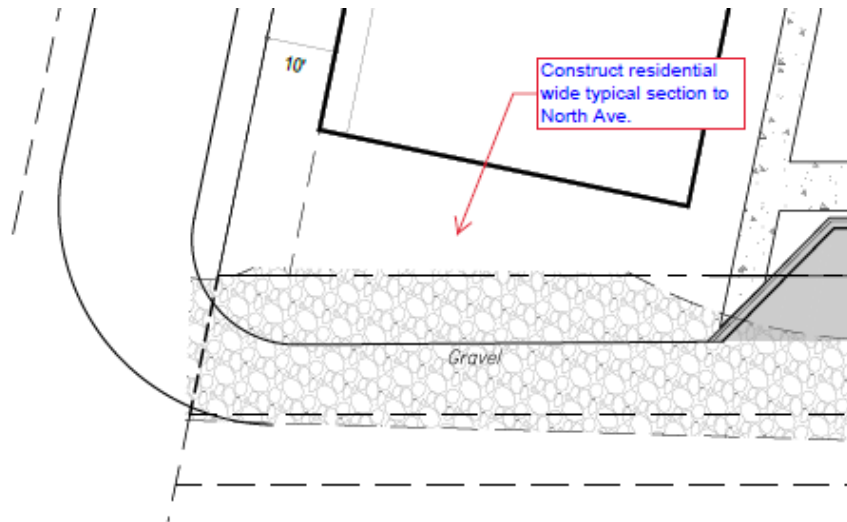 10'
Construct residential
wide typical section to
North Ave.
Gravel